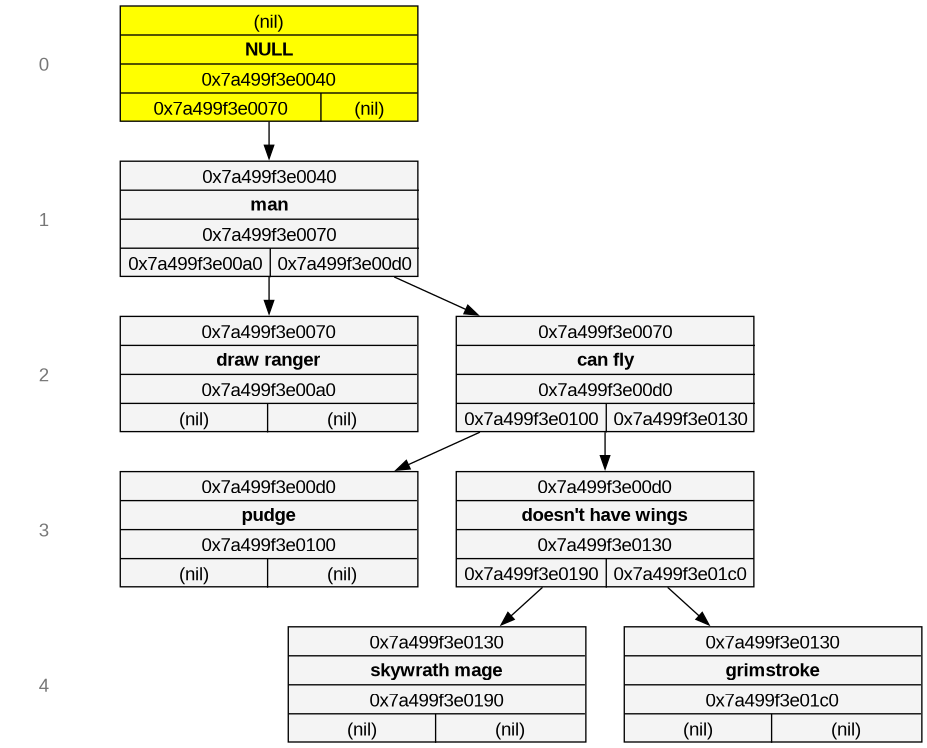 0
(nil)
NULL
0x7a499f3e0040
0x7a499f3e0070 (nil)
1
0x7a499f3e0040
man
0x7a499f3e0070
0x7a499f3e00a0 0x7a499f3e00d0
2
0x7a499f3e0070
draw ranger
0x7a499f3e00a0
(nil) (nil)
0x7a499f3e0070
can fly
0x7a499f3e00d0
0x7a499f3e0100 0x7a499f3e0130
3
0x7a499f3e00d0
pudge
0x7a499f3e0100
(nil) (nil)
0x7a499f3e00d0
doesn't have wings
0x7a499f3e0130
0x7a499f3e0190 0x7a499f3e01c0
4
0x7a499f3e0130
skywrath mage
0x7a499f3e0190
(nil) (nil)
0x7a499f3e0130
grimstroke
0x7a499f3e01c0
(nil) (nil)